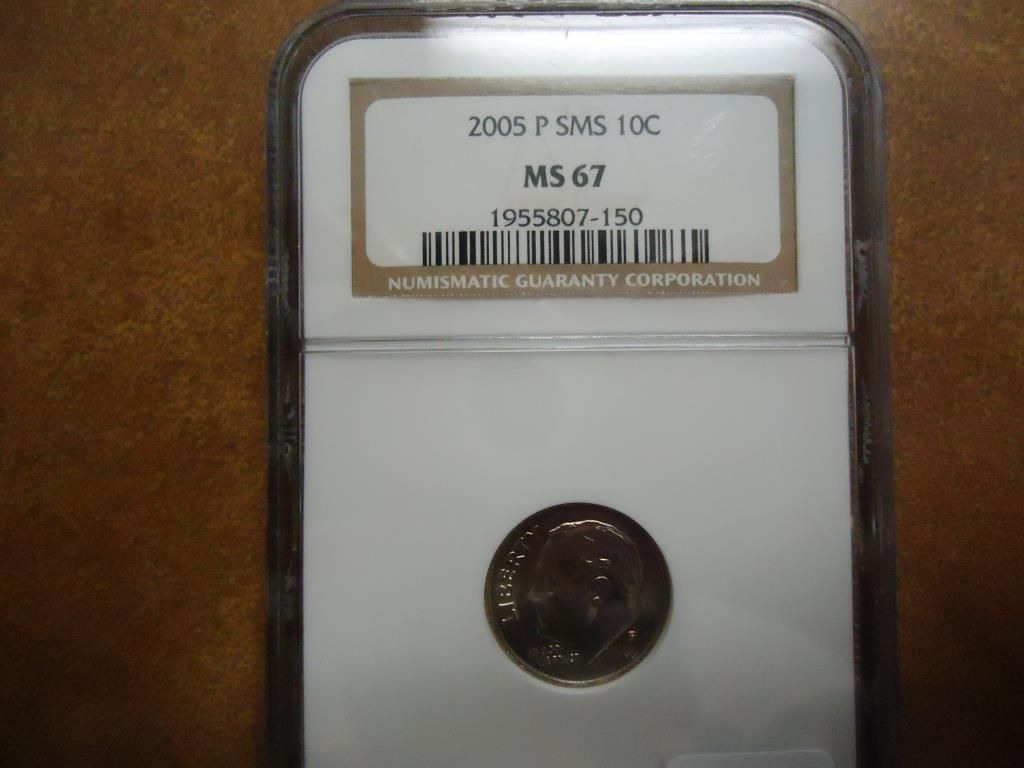 2005 P SMS 10C
MS 67
1955807-150
NUMISMATIC GUARANTY CORPORATION
LIBERTY
P